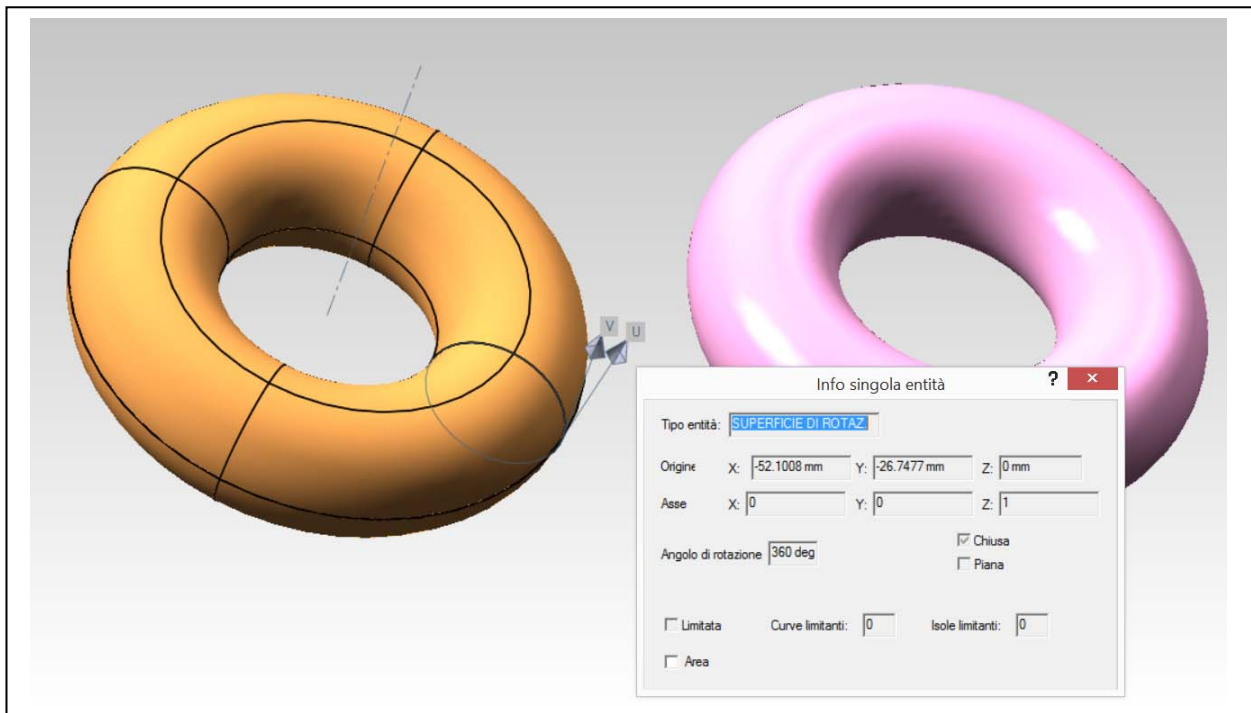 V U
Info singola entità
? ×
Tipo entità: SUPERFICIE DI ROTAZ.
Origine X: -52.1008 mm Y: -26.7477 mm Z: 0 mm
Asse X: 0 Y: 0 Z: 1
Angolo di rotazione 360 deg
Chiusa
Piana
Limitata Curve limitanti: 0 Isole limitanti: 0
Area